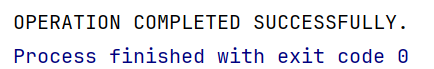 OPERATION COMPLETED SUCCESSFULLY.
Process finished with exit code 0